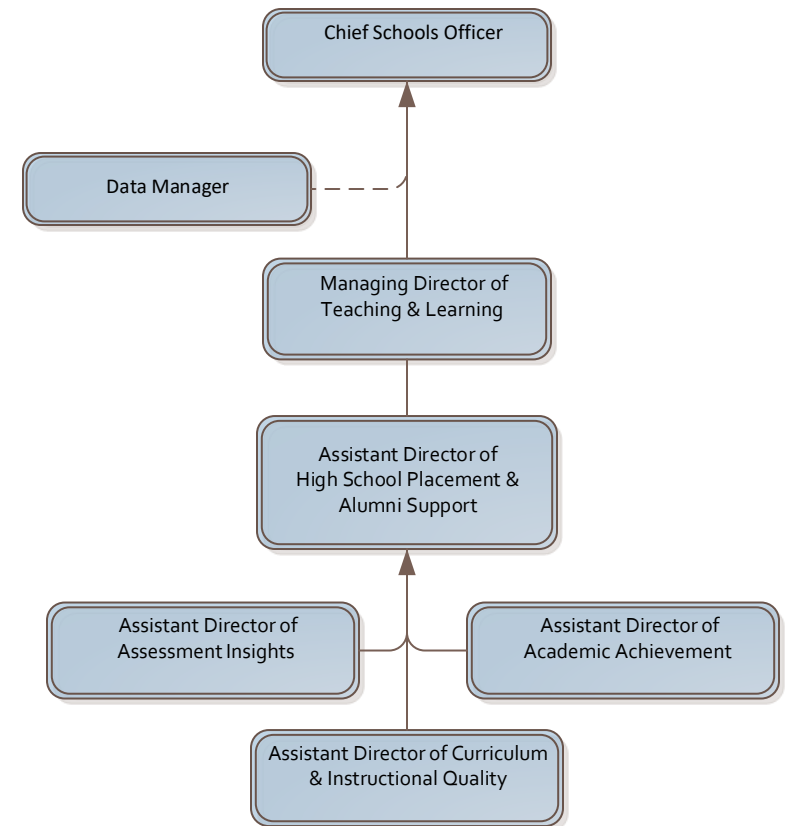 Chief Schools Officer
Data Manager
Managing Director of
Teaching & Learning
Assistant Director of
High School Placement &
Alumni Support
Assistant Director of
Assessment Insights
Assistant Director of
Academic Achievement
Assistant Director of Curriculum
& Instructional Quality